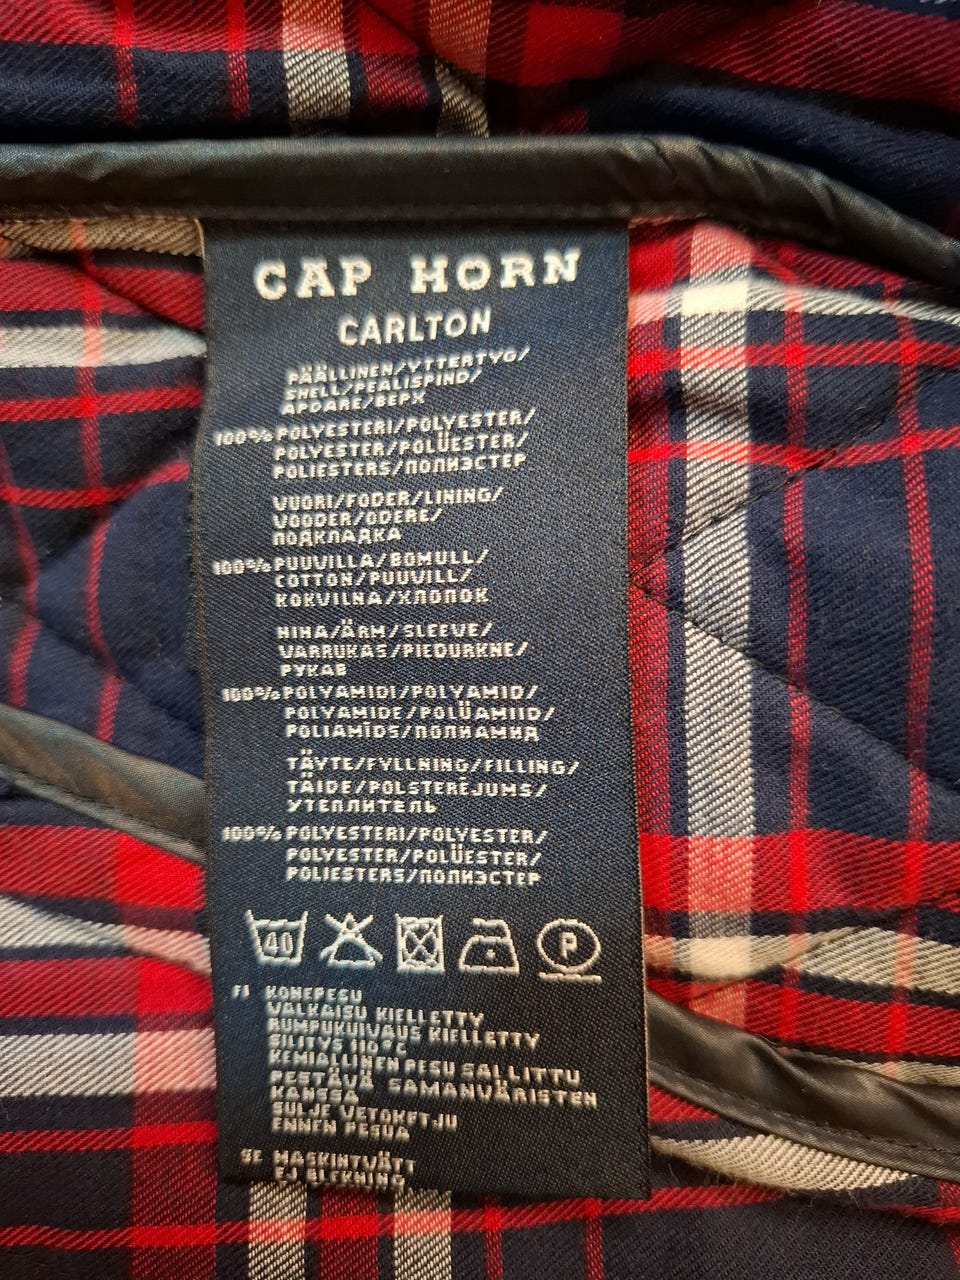 CAP HORN
CARLTON
PÄÄLLINEN/YTTERTYG/
SHELL/PEALISPIND/
APDARE/ВЕРХ
100% POLYESTERI/POLYESTER/
POLYESTER/POLÜESTER/
POLIESTERS/ПОЛИЭСТЕР
VUORI/FODER/LINING/
VOODER/ODERE/
ПОДКЛАДКА
100% PUUVILLA/BOMULL/
COTTON/PUUVILL/
KOKVILNA/ХЛОПОК
HIHA/ÄRM/SLEEVE/
VARRUKAS/PIEDURKNE/
РУКАВ
100% POLYAMIDI/POLYAMID/
POLYAMIDE/POLÜAMIID/
POLIAMIDS/ПОЛИАМИД
TÄYTE/FYLLNING/FILLING/
TÄIDE/POLSTEREJUMS/
УТЕПЛИТЕЛЬ
100% POLYESTERI/POLYESTER/
POLYESTER/POLÜESTER/
POLIESTERS/ПОЛИЭСТЕР
40 P
FI KONEPESU
VALKAISU KIELLETTY
RUMPUKUIVAUS KIELLETTY
SILITYS 110°C
KEMIALLINEN PESU SALLITTU
PESTÄVÄ SAMANVÄRISTEN
KANSSA
SULJE VETOKETJU
ENNEN PESUA
SE MASKINTVÄTT
EJ BLEKNING